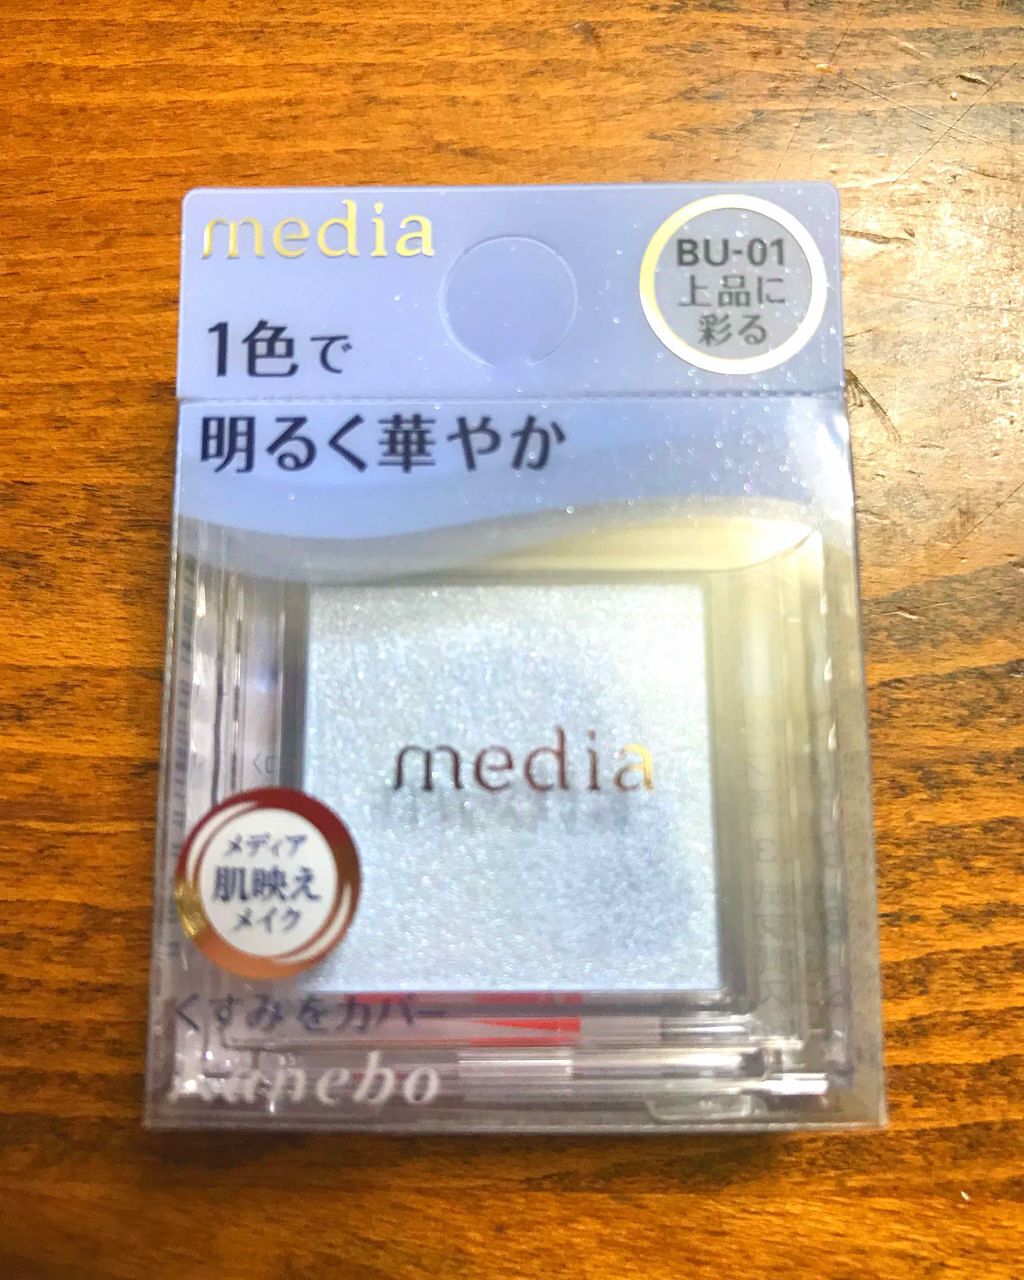 media
BU-01
上品に
彩る
1色で
明るく華やか
media
メディア
肌映え
メイク
くすみをカバー
Kanebo